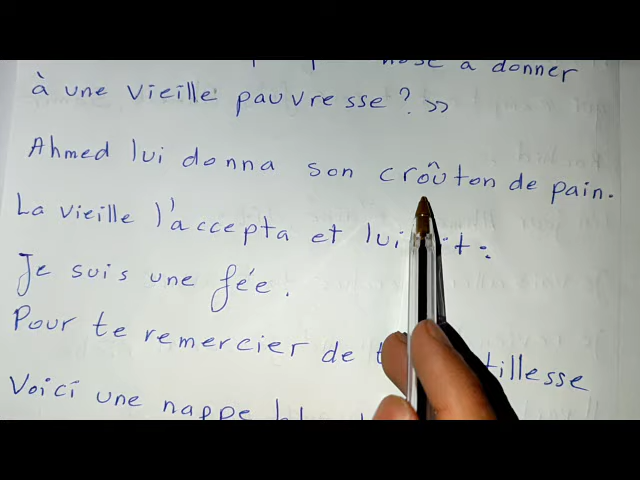 à donner
à une vieille pauvresse? »
Ahmed lui donna son croûton de pain.
La vieille l'accepta et lui
Je suis une fée.
Pour te remercier de
Voici une nappe